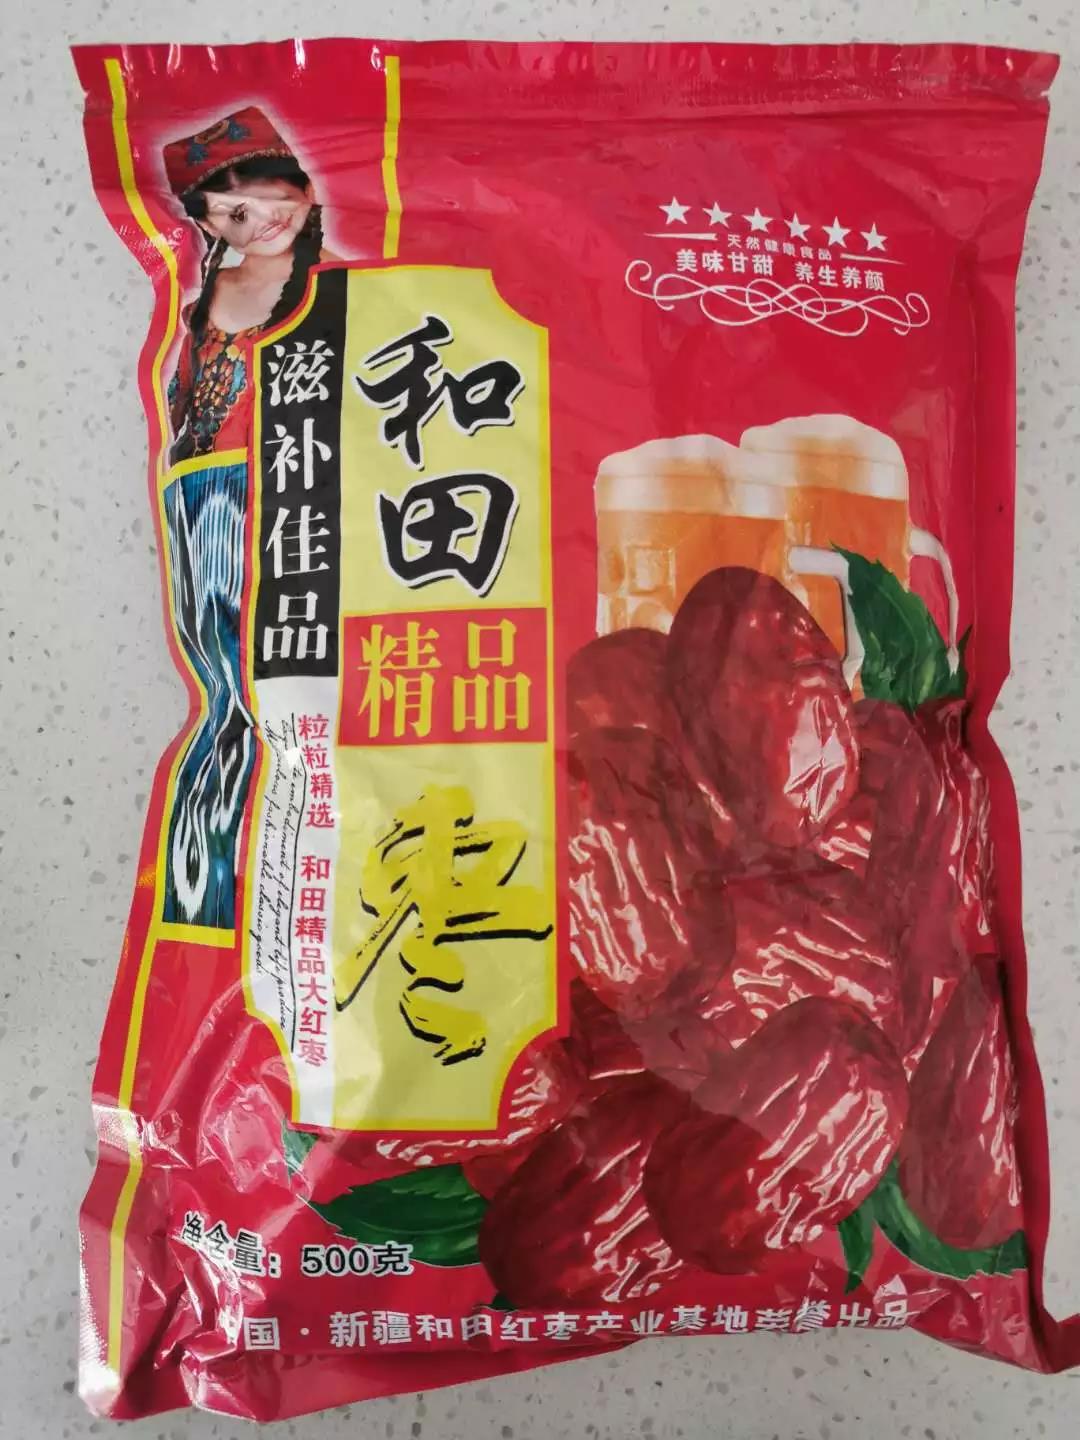 天然健康食品
美味甘甜 养生养颜
和田
精品
枣
滋补佳品
粒粒精选 和田精品大红枣
净含量：500克
国·新疆和田红枣产业基地荣誉出品